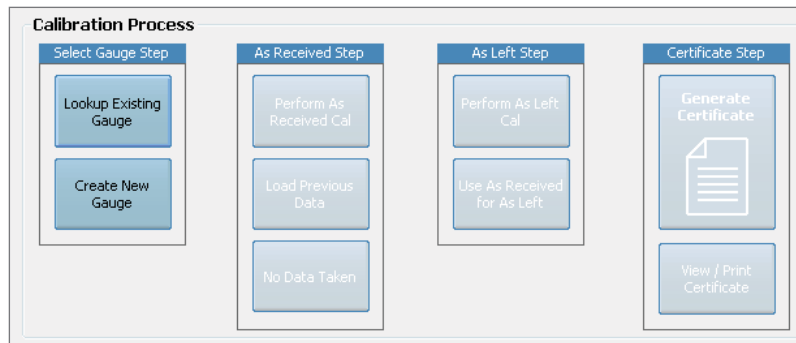 Calibration Process
Select Gauge Step
Lookup Existing
Gauge
Create New
Gauge
As Received Step
Perform As
Received Cal
Load Previous
Data
No Data Taken
As Left Step
Perform As Left
Cal
Use As Received
for As Left
Certificate Step
Generate
Certificate
View / Print
Certificate